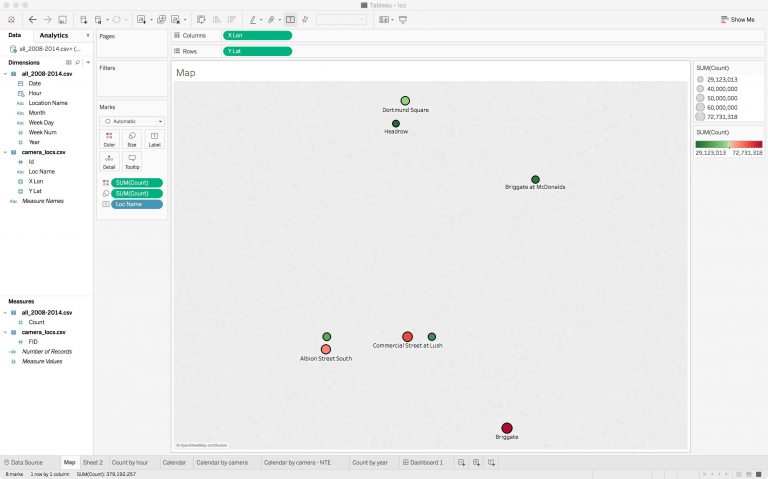 Tableau - lcc
Show Me
Data Analytics
all_2008-2014.csv+ (...
Dimensions
all_2008-2014.csv
Date
Hour
Abc Location Name
Abc Month
Abc Week Day
Week Num
Year
camera_locs.csv
Id
Abc Loc Name
X Lon
Y Lat
Abc Measure Names
Measures
all_2008-2014.csv
Count
camera_locs.csv
FID
Number of Records
Measure Values
Pages
Filters
Marks
Automatic
Color Size Label
Detail Tooltip
SUM(Count)
SUM(Count)
Loc Name
Columns X Lon
Rows Y Lat
Map
Dortmund Square
Headrow
Briggate at McDonalds
Commercial Street at Lush
Albion Street South
Briggate
© OpenStreetMap contributors
SUM(Count)
29,123,013
40,000,000
50,000,000
60,000,000
72,731,318
SUM(Count)
29,123,013 72,731,318
Data Source Map Sheet 2 Count by hour Calendar Calendar by camera Calendar by camera - NTE Count by year Dashboard 1
8 marks 1 row by 1 column SUM(Count): 379,192,257